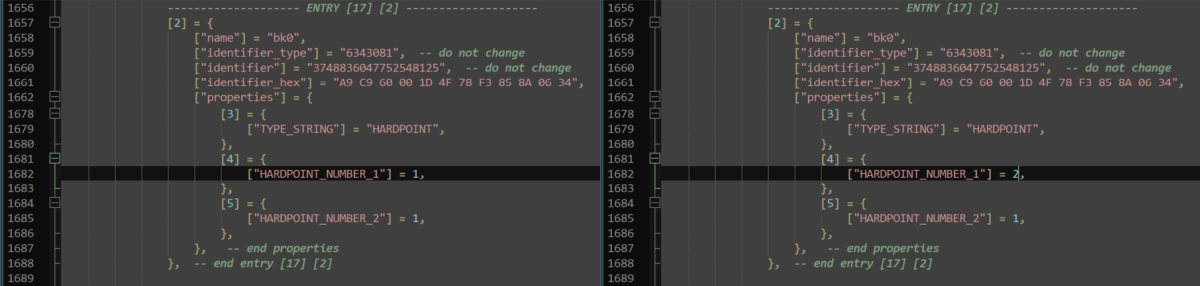 1656 -------------------- ENTRY [17] [2] --------------------
1657 [2] = {
1658 ["name"] = "bk0",
1659 ["identifier_type"] = "6343081",  -- do not change
1660 ["identifier"] = "3748836047752548125",  -- do not change
1661 ["identifier_hex"] = "A9 C9 60 00 1D 4F 78 F3 85 8A 06 34",
1662 ["properties"] = {
1678 [3] = {
1679 ["TYPE_STRING"] = "HARDPOINT",
1680 },
1681 [4] = {
1682 ["HARDPOINT_NUMBER_1"] = 1,
1683 },
1684 [5] = {
1685 ["HARDPOINT_NUMBER_2"] = 1,
1686 },
1687 },   -- end properties
1688 },  -- end entry [17] [2]
1689
1656 -------------------- ENTRY [17] [2] --------------------
1657 [2] = {
1658 ["name"] = "bk0",
1659 ["identifier_type"] = "6343081",  -- do not change
1660 ["identifier"] = "3748836047752548125",  -- do not change
1661 ["identifier_hex"] = "A9 C9 60 00 1D 4F 78 F3 85 8A 06 34",
1662 ["properties"] = {
1678 [3] = {
1679 ["TYPE_STRING"] = "HARDPOINT",
1680 },
1681 [4] = {
1682 ["HARDPOINT_NUMBER_1"] = 2,
1683 },
1684 [5] = {
1685 ["HARDPOINT_NUMBER_2"] = 1,
1686 },
1687 },   -- end properties
1688 },  -- end entry [17] [2]
1689